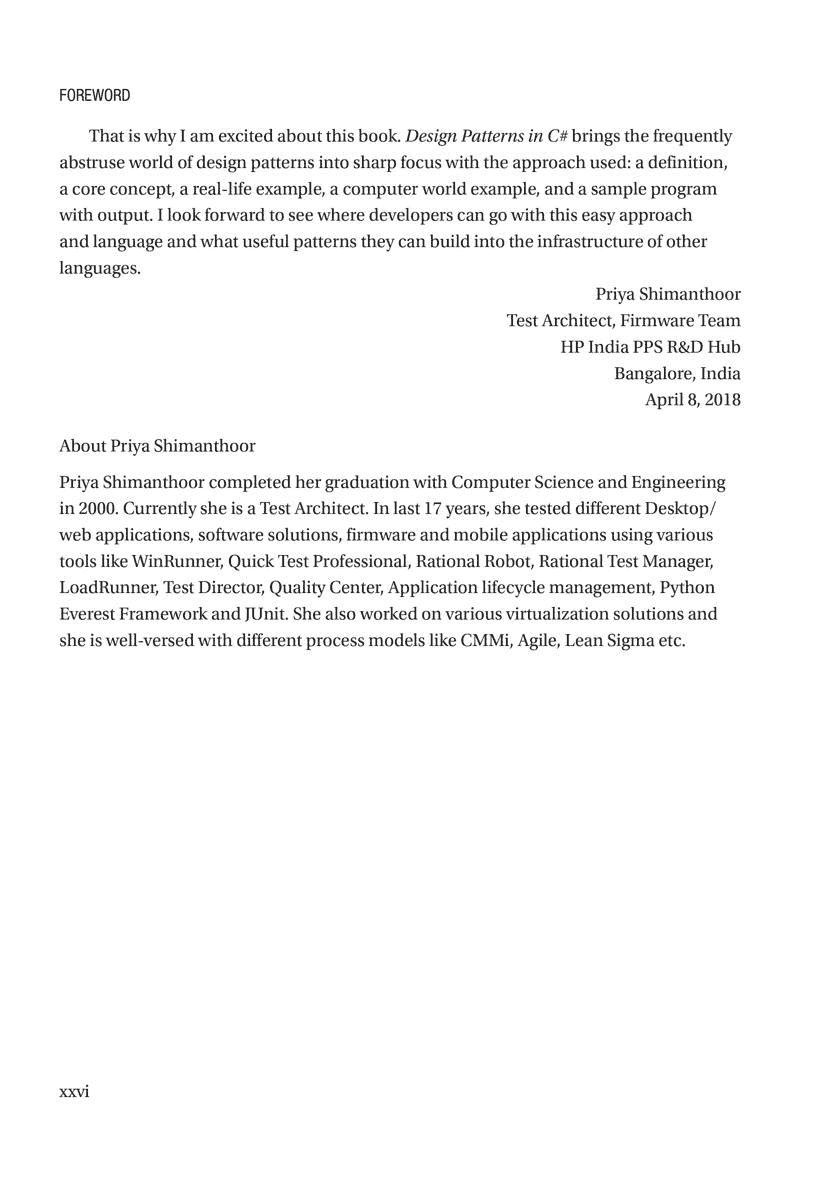 FOREWORD
That is why I am excited about this book. Design Patterns in C# brings the frequently
abstruse world of design patterns into sharp focus with the approach used: a definition,
a core concept, a real-life example, a computer world example, and a sample program
with output. I look forward to see where developers can go with this easy approach
and language and what useful patterns they can build into the infrastructure of other
languages.
Priya Shimanthoor
Test Architect, Firmware Team
HP India PPS R&D Hub
Bangalore, India
April 8, 2018
About Priya Shimanthoor
Priya Shimanthoor completed her graduation with Computer Science and Engineering
in 2000. Currently she is a Test Architect. In last 17 years, she tested different Desktop/
web applications, software solutions, firmware and mobile applications using various
tools like WinRunner, Quick Test Professional, Rational Robot, Rational Test Manager,
LoadRunner, Test Director, Quality Center, Application lifecycle management, Python
Everest Framework and JUnit. She also worked on various virtualization solutions and
she is well-versed with different process models like CMMi, Agile, Lean Sigma etc.
xxvi